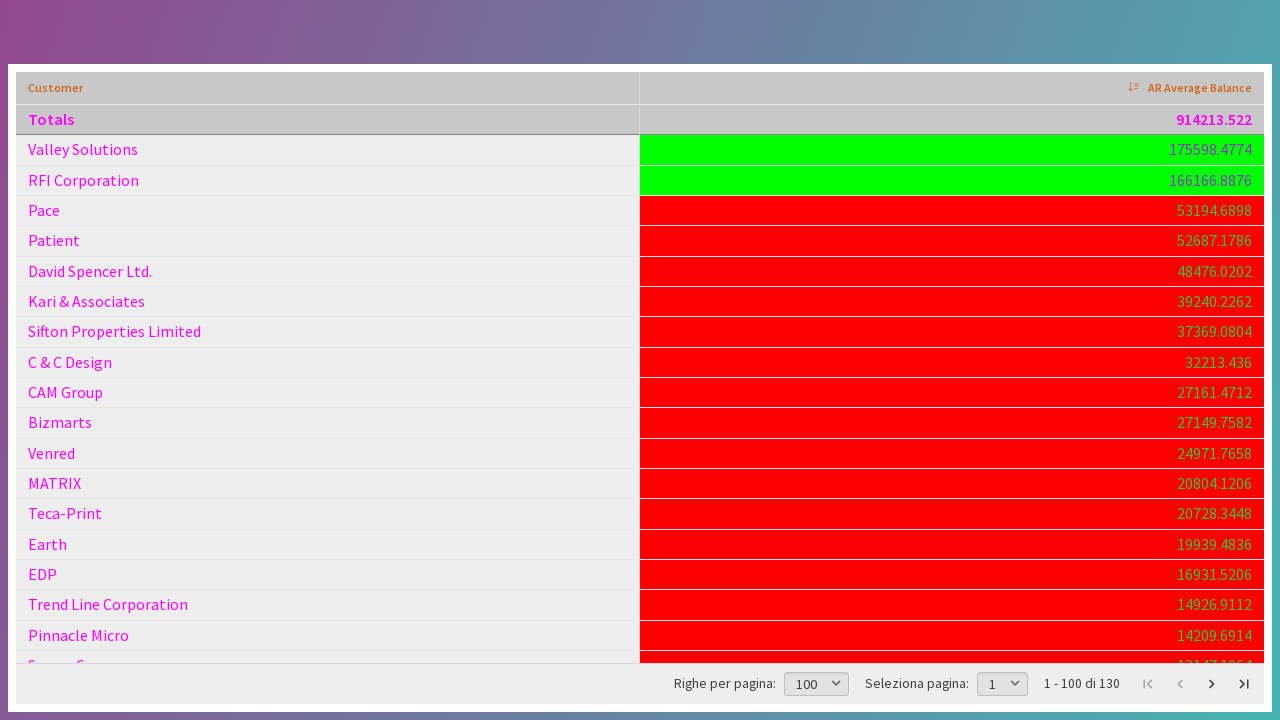 Customer AR Average Balance
Totals 914213.522
Valley Solutions 175598.4774
RFI Corporation 166166.8876
Pace 53194.6898
Patient 52687.1786
David Spencer Ltd. 48476.0202
Kari & Associates 39240.2262
Sifton Properties Limited 37369.0804
C & C Design 32213.436
CAM Group 27161.4712
Bizmarts 27149.7582
Venred 24971.7658
MATRIX 20804.1206
Teca-Print 20728.3448
Earth 19939.4836
EDP 16931.5206
Trend Line Corporation 14926.9112
Pinnacle Micro 14209.6914
Righe per pagina: 100 Seleziona pagina: 1 1 - 100 di 130